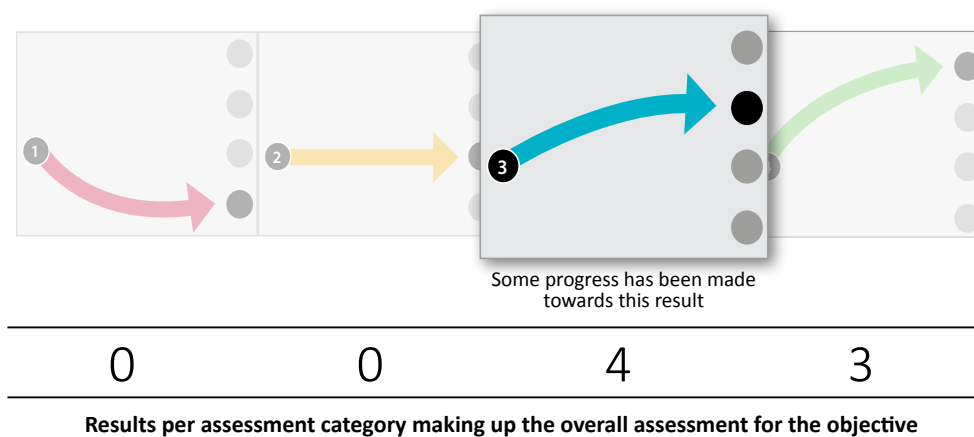 1
2
3
Some progress has been made
towards this result
0 0 4 3
Results per assessment category making up the overall assessment for the objective